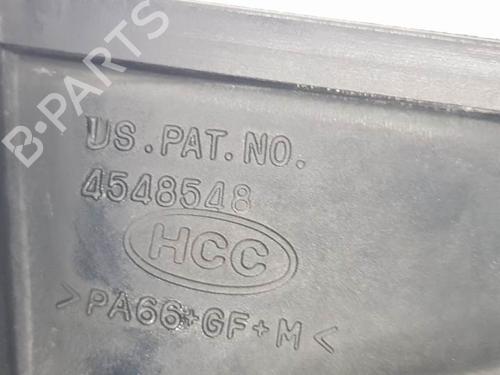 B-PARTS
US.PAT.NO.
4548548
HCC
>PA66+GF+M<